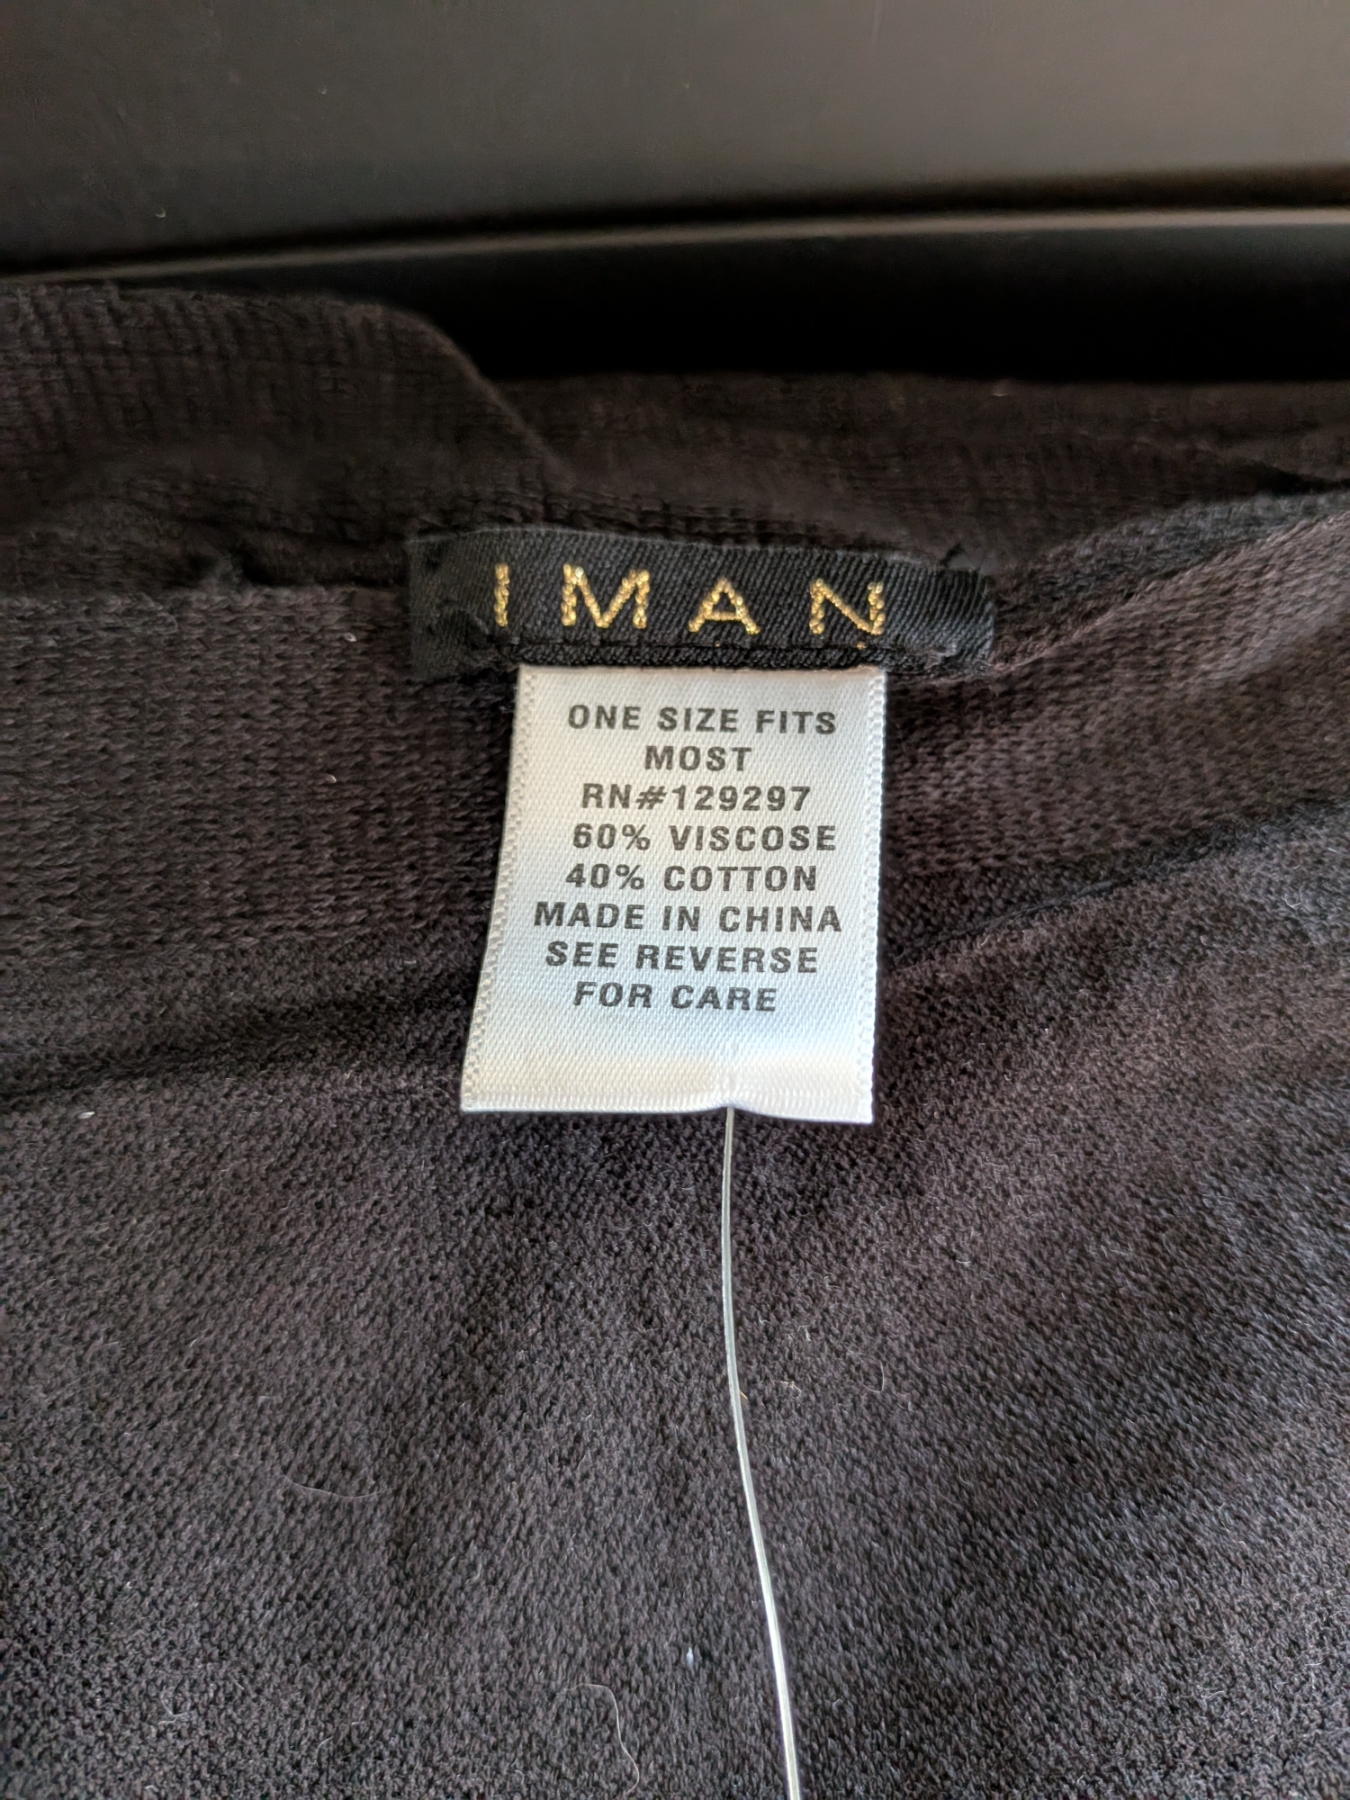 IMAN
ONE SIZE FITS
MOST
RN#129297
60% VISCOSE
40% COTTON
MADE IN CHINA
SEE REVERSE
FOR CARE